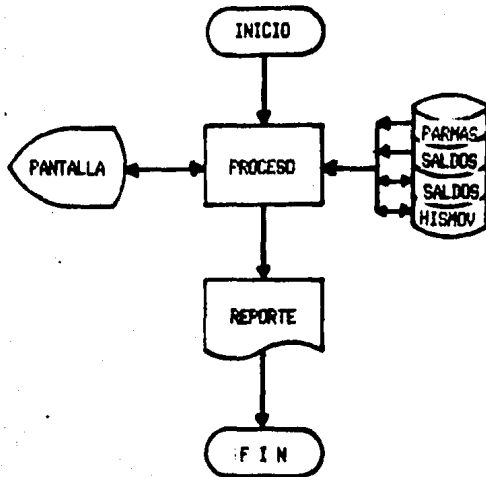 INICIO
PANTALLA
PROCESO
PARMAS
SALDOS
SALDOS
HISMOV
REPORTE
F I N